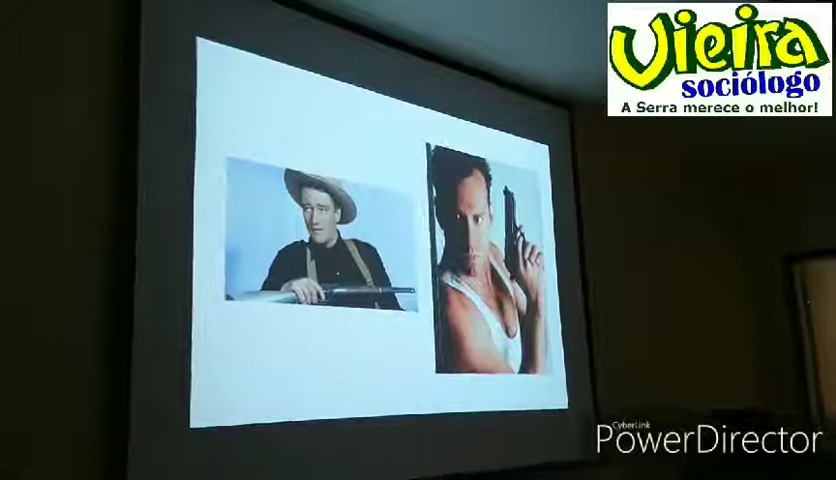 Vieira
sociólogo
A Serra merece o melhor!
CyberLink
PowerDirector